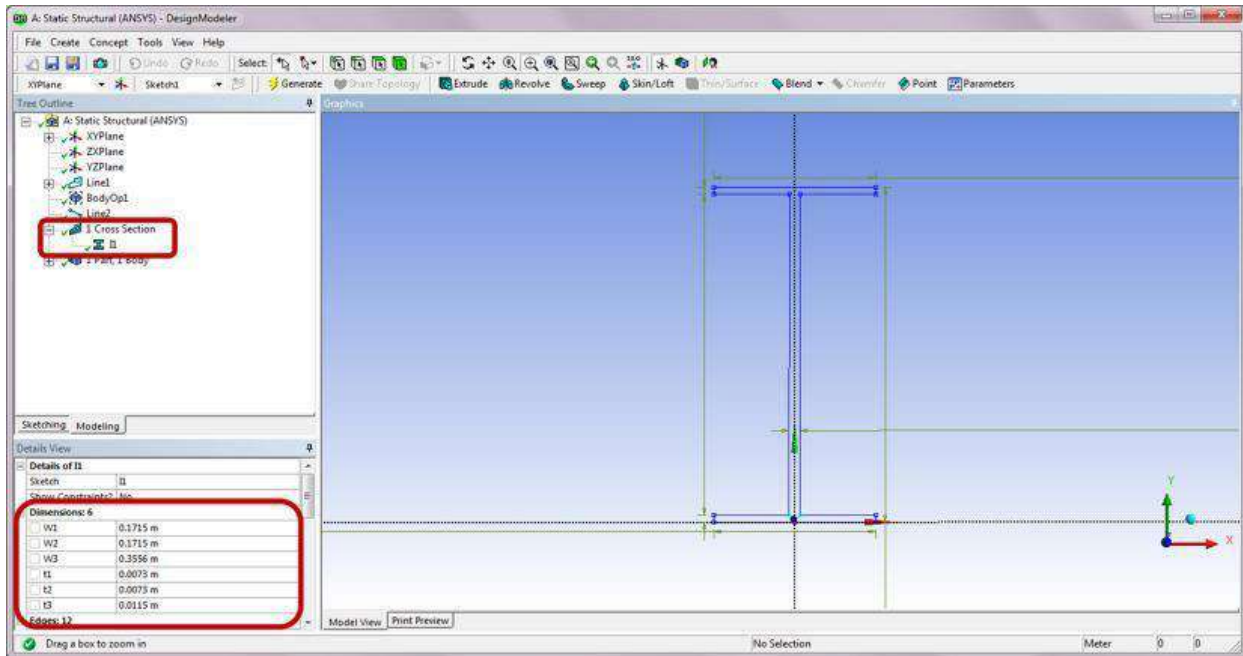 A: Static Structural (ANSYS) - DesignModeler
File Create Concept Tools View Help
Undo Redo Select:
XYPlane Sketch1 Generate Share Topology Extrude Revolve Sweep Skin/Loft Thin/Surface Blend Chamfer Point Parameters
Tree Outline
Graphics
A: Static Structural (ANSYS)
XYPlane
ZXPlane
YZPlane
Line1
BodyOp1
Line2
1 Cross Section
I1
1 Part, 1 Body
Sketching Modeling
Details View
Details of I1
Sketch I1
Show Constraints? No
Dimensions: 6
W1 0.1715 m
W2 0.1715 m
W3 0.3556 m
t1 0.0073 m
t2 0.0073 m
t3 0.0115 m
Edges: 12
Y
X
Model View Print Preview
Drag a box to zoom in
No Selection
Meter 0 0